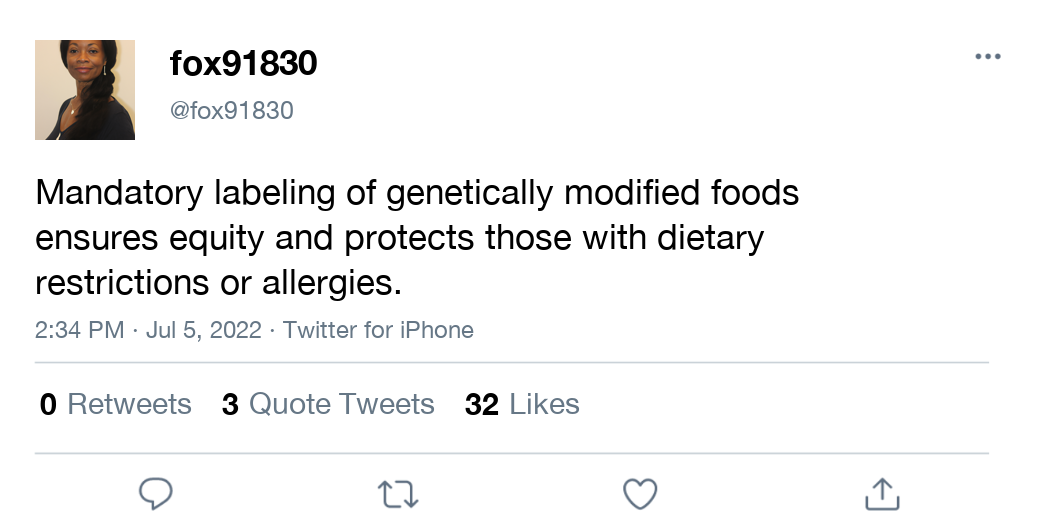 fox91830
@fox91830
Mandatory labeling of genetically modified foods
ensures equity and protects those with dietary
restrictions or allergies.
2:34 PM · Jul 5, 2022 · Twitter for iPhone
0 Retweets 3 Quote Tweets 32 Likes